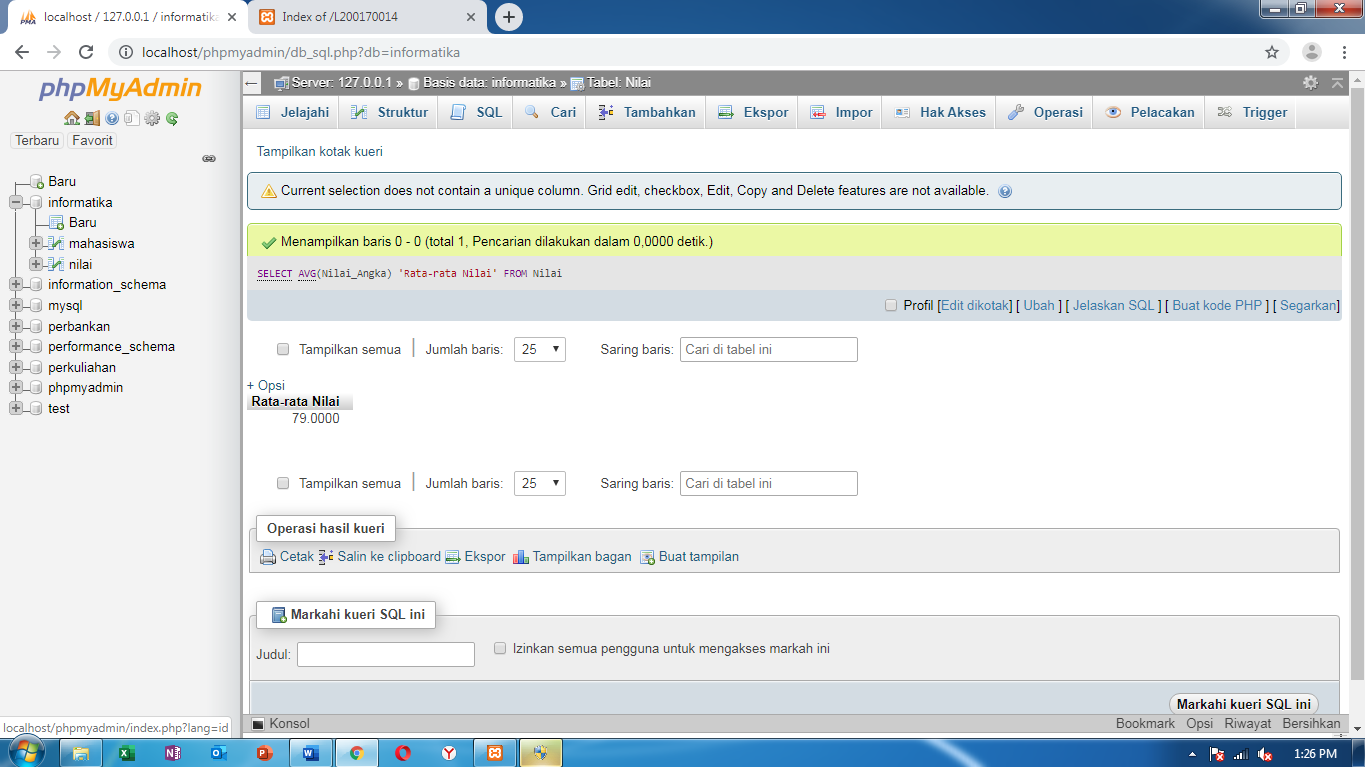 localhost / 127.0.0.1 / informatika
Index of /L200170014
localhost/phpmyadmin/db_sql.php?db=informatika
phpMyAdmin
Terbaru Favorit
Baru
informatika
Baru
mahasiswa
nilai
information_schema
mysql
perbankan
performance_schema
perkuliahan
phpmyadmin
test
localhost/phpmyadmin/index.php?lang=id
Server: 127.0.0.1 » Basis data: informatika » Tabel: Nilai
Jelajahi Struktur SQL Cari Tambahkan Ekspor Impor Hak Akses Operasi Pelacakan Trigger
Tampilkan kotak kueri
Current selection does not contain a unique column. Grid edit, checkbox, Edit, Copy and Delete features are not available.
Menampilkan baris 0 - 0 (total 1, Pencarian dilakukan dalam 0,0000 detik.)
SELECT AVG(Nilai_Angka) 'Rata-rata Nilai' FROM Nilai
Profil [Edit dikotak] [ Ubah ] [ Jelaskan SQL ] [ Buat kode PHP ] [ Segarkan]
Tampilkan semua | Jumlah baris: 25 Saring baris: Cari di tabel ini
+ Opsi
Rata-rata Nilai
79.0000
Tampilkan semua | Jumlah baris: 25 Saring baris: Cari di tabel ini
Operasi hasil kueri
Cetak Salin ke clipboard Ekspor Tampilkan bagan Buat tampilan
Markahi kueri SQL ini
Judul: Izinkan semua pengguna untuk mengakses markah ini
Markahi kueri SQL ini
Konsol Bookmark Opsi Riwayat Bersihkan
1:26 PM